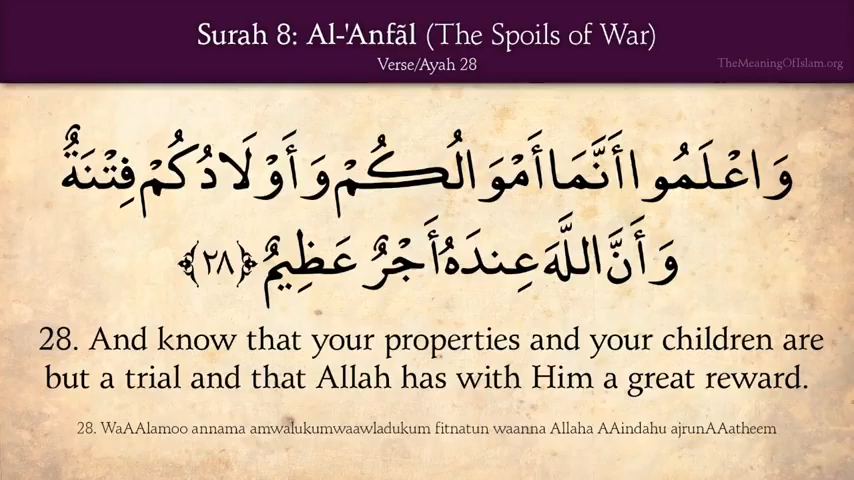 Surah 8: Al-'Anfãl (The Spoils of War)
Verse/Ayah 28
TheMeaningOfIslam.org
وَاعْلَمُوا أَنَّمَا أَمْوَالُكُمْ وَأَوْلَادُكُمْ فِتْنَةٌ
وَأَنَّ اللَّهَ عِندَهُ أَجْرٌ عَظِيمٌ ﴿٢٨﴾
28. And know that your properties and your children are
but a trial and that Allah has with Him a great reward.
28. WaAAlamoo annama amwalukumwaawladukum fitnatun waanna Allaha AAindahu ajrunAAatheem